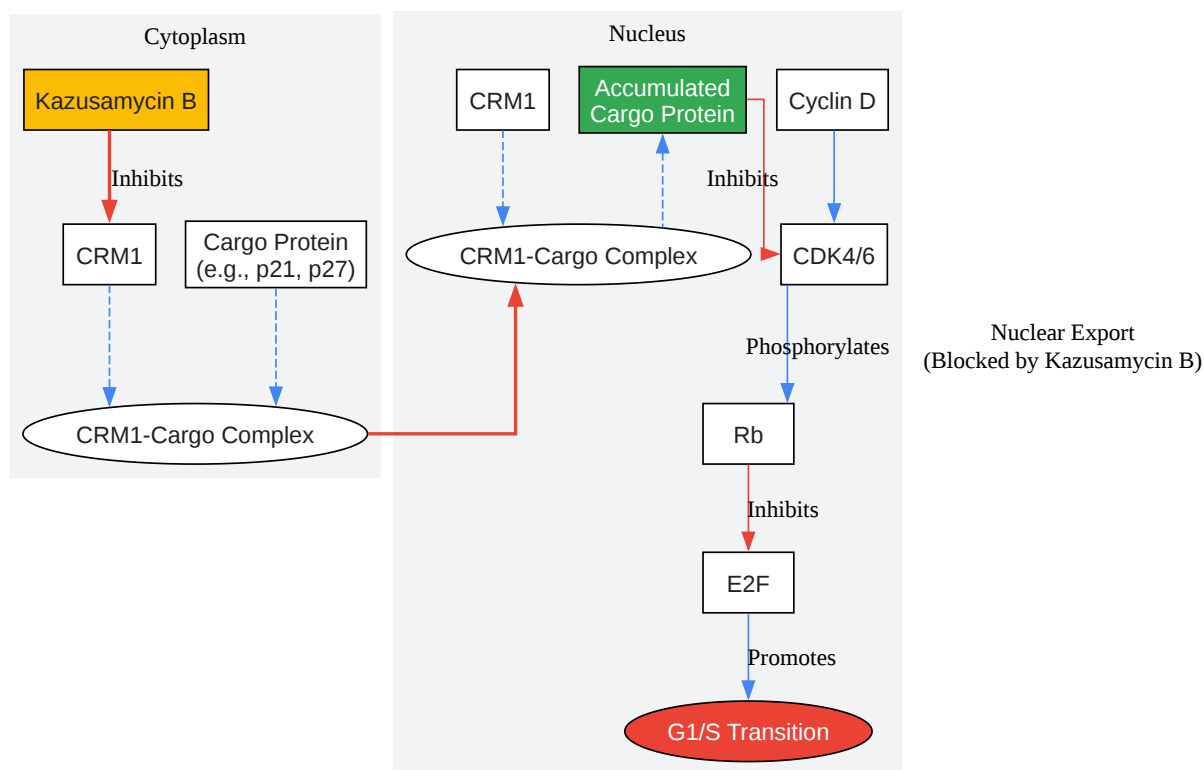 Cytoplasm
Kazusamycin B
Inhibits
CRM1
Cargo Protein
(e.g., p21, p27)
CRM1-Cargo Complex
Nucleus
CRM1
Accumulated
Cargo Protein
Cyclin D
Inhibits
CRM1-Cargo Complex
CDK4/6
Phosphorylates
Rb
Inhibits
E2F
Promotes
G1/S Transition
Nuclear Export
(Blocked by Kazusamycin B)